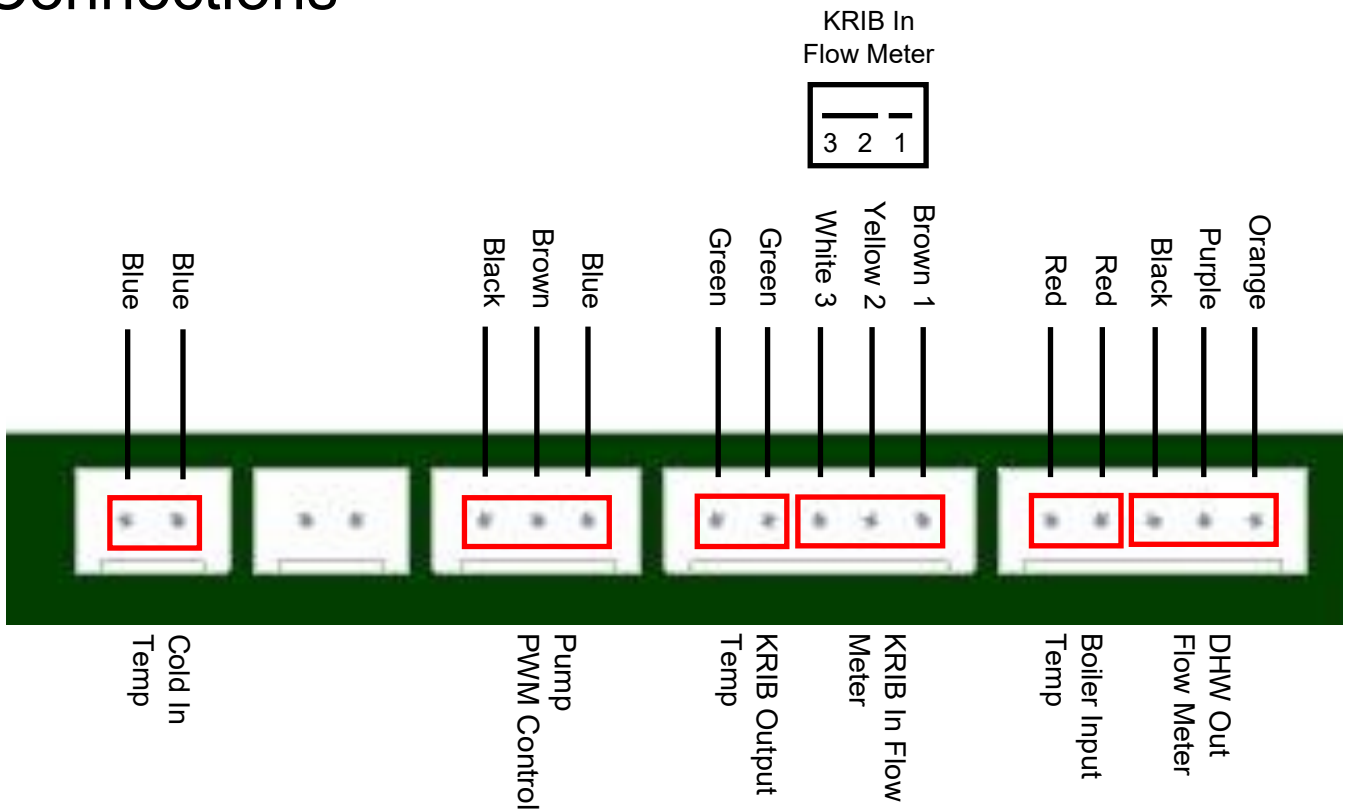 Connections
KRIB In
Flow Meter
3 2 1
Blue
Blue
Black
Brown
Blue
Green
Green
White 3
Yellow 2
Brown 1
Red
Red
Black
Purple
Orange
Cold In
Temp
Pump
PWM Control
KRIB Output
Temp
KRIB In Flow
Meter
Boiler Input
Temp
DHW Out
Flow Meter